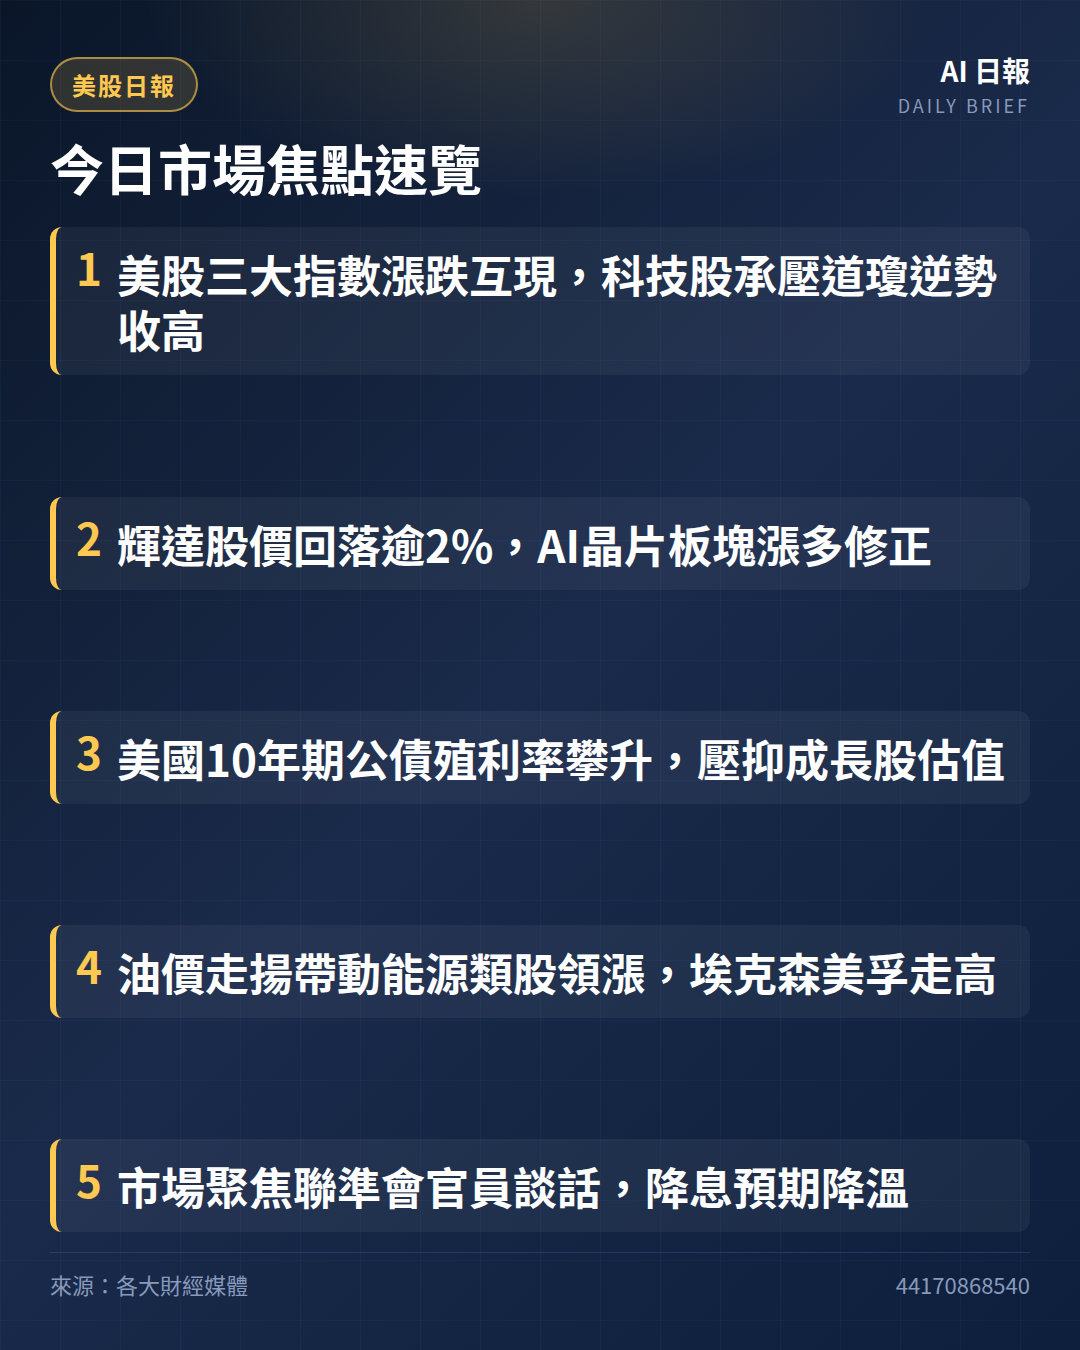 美股日報
AI 日報
DAILY BRIEF
今日市場焦點速覽
1 美股三大指數漲跌互現，科技股承壓道瓊逆勢
收高
2 輝達股價回落逾2%，AI晶片板塊漲多修正
3 美國10年期公債殖利率攀升，壓抑成長股估值
4 油價走揚帶動能源類股領漲，埃克森美孚走高
5 市場聚焦聯準會官員談話，降息預期降溫
來源：各大財經媒體
44170868540